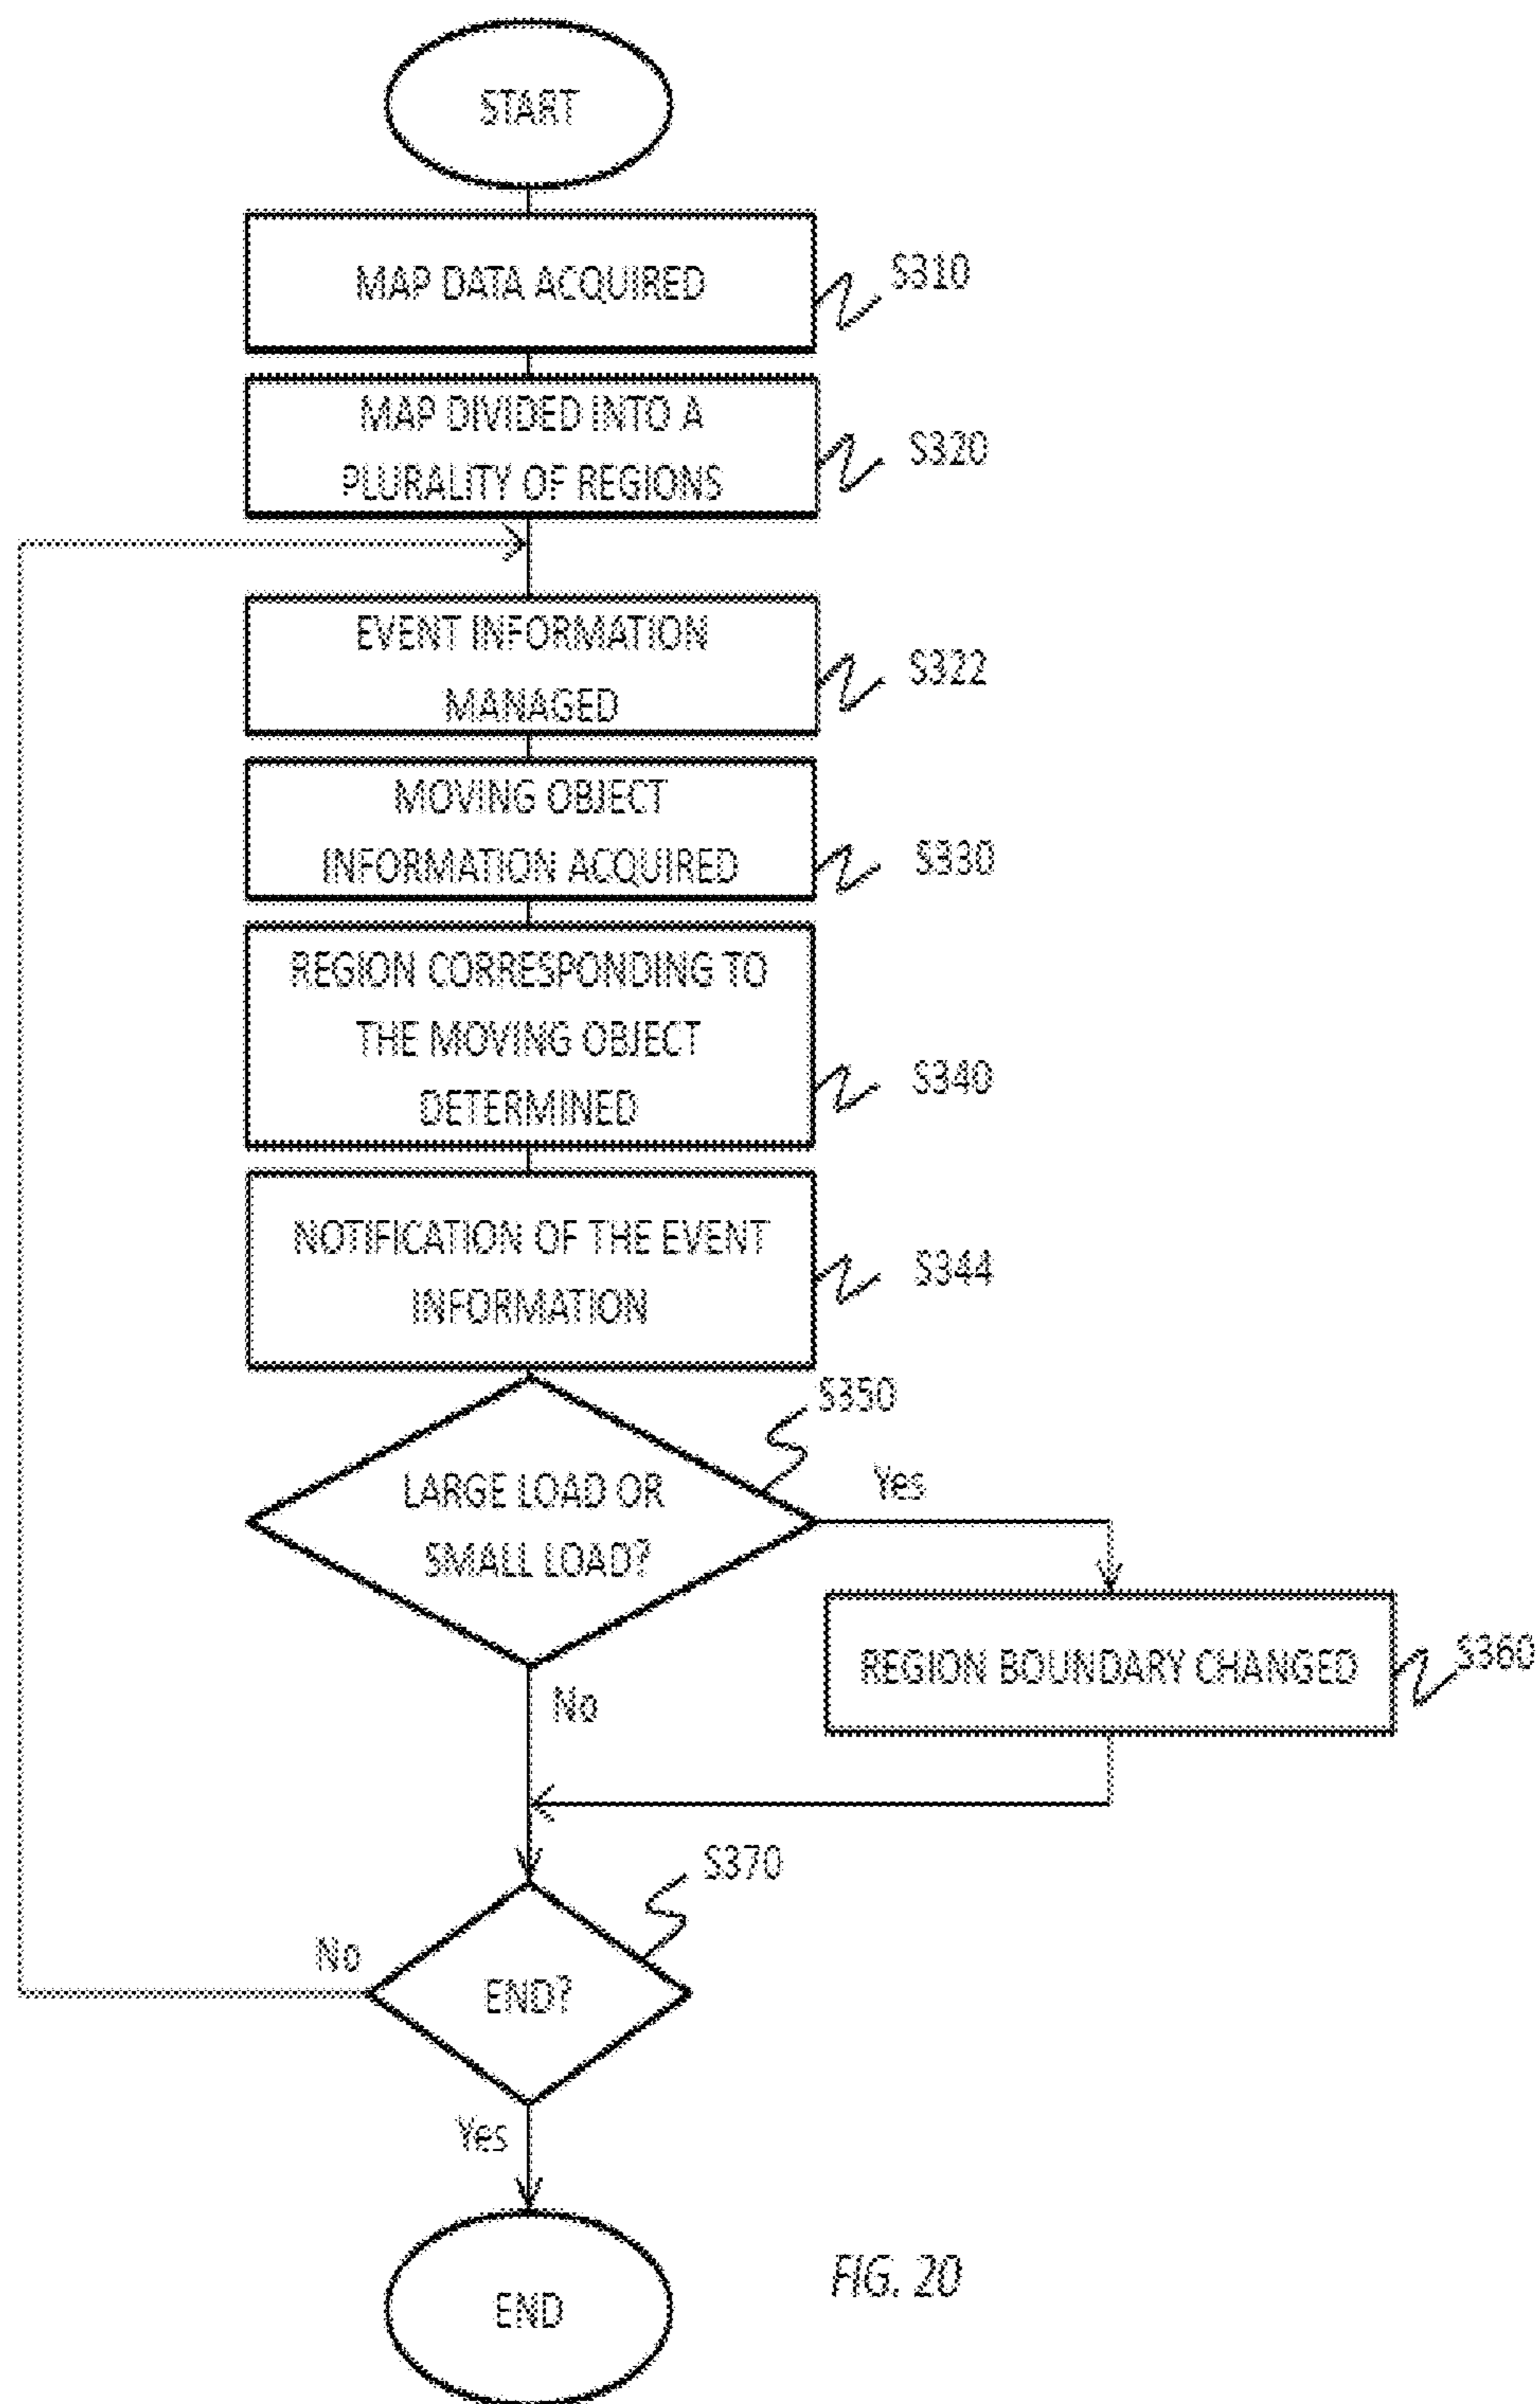 START
MAP DATA ACQUIRED
S310
MAP DIVIDED INTO A
PLURALITY OF REGIONS
S320
EVENT INFORMATION
MANAGED
S322
MOVING OBJECT
INFORMATION ACQUIRED
S330
REGION CORRESPONDING TO
THE MOVING OBJECT
DETERMINED
S340
NOTIFICATION OF THE EVENT
INFORMATION
S344
S350
LARGE LOAD OR
SMALL LOAD?
Yes
REGION BOUNDARY CHANGED
S360
No
S370
No
END?
Yes
END
FIG. 20